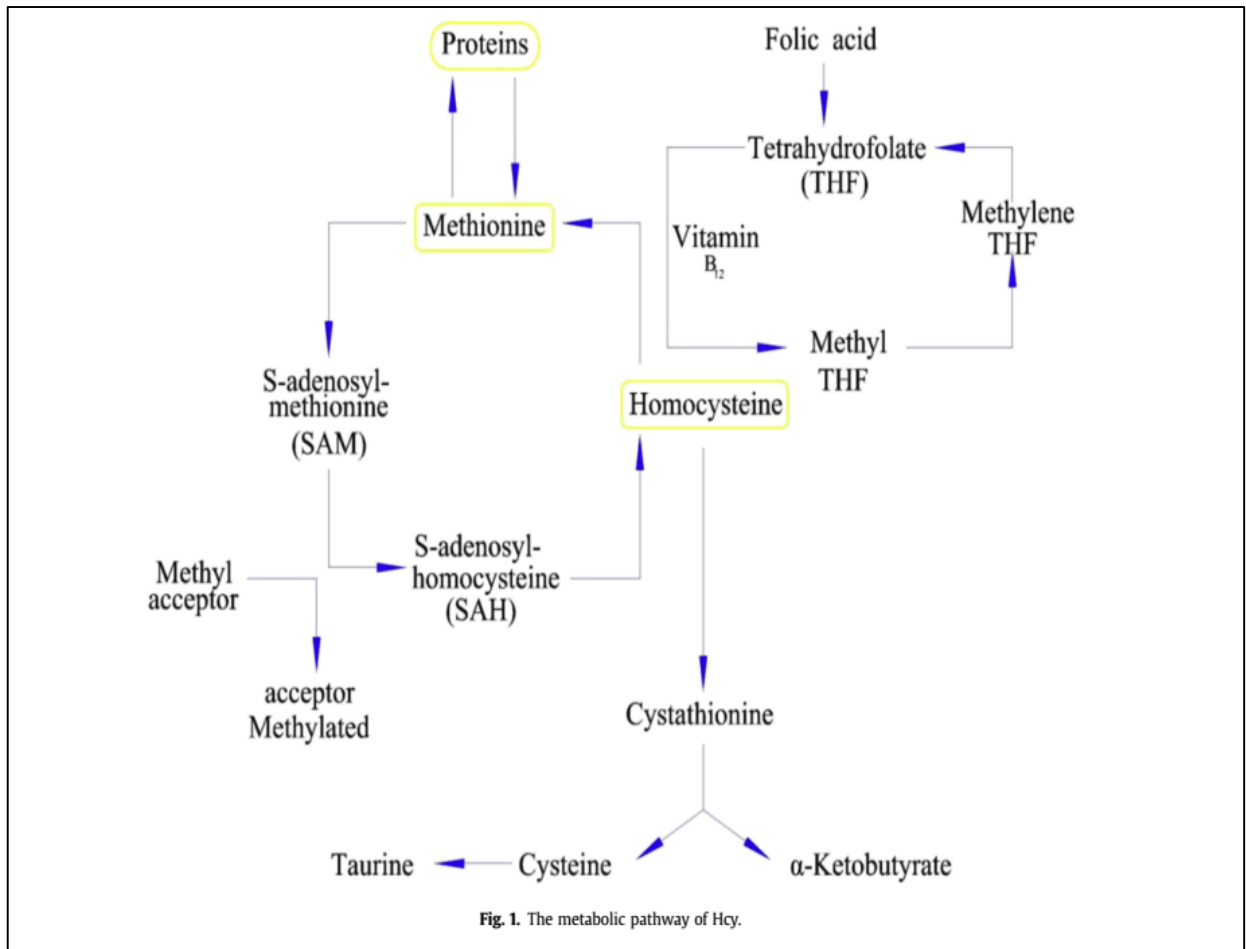 Proteins
Folic acid
Tetrahydrofolate
(THF)
Methionine
Vitamin
B12
Methylene
THF
Methyl
THF
S-adenosyl-
methionine
(SAM)
Homocysteine
S-adenosyl-
homocysteine
(SAH)
Methyl
acceptor
acceptor
Methylated
Cystathionine
Taurine
Cysteine
α-Ketobutyrate
Fig. 1. The metabolic pathway of Hcy.